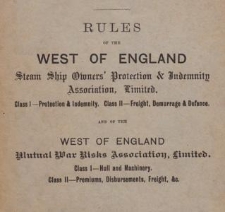 RULES
OF THE
WEST OF ENGLAND
Steam Ship Owners' Protection & Indemnity
Association, Limited.
Class I—Protection & Indemnity. Class II—Freight, Demurrage & Defence.
AND OF THE
WEST OF ENGLAND
Mutual War Risks Association, Limited.
Class I—Hull and Machinery.
Class II—Premiums, Disbursements, Freight, &c.